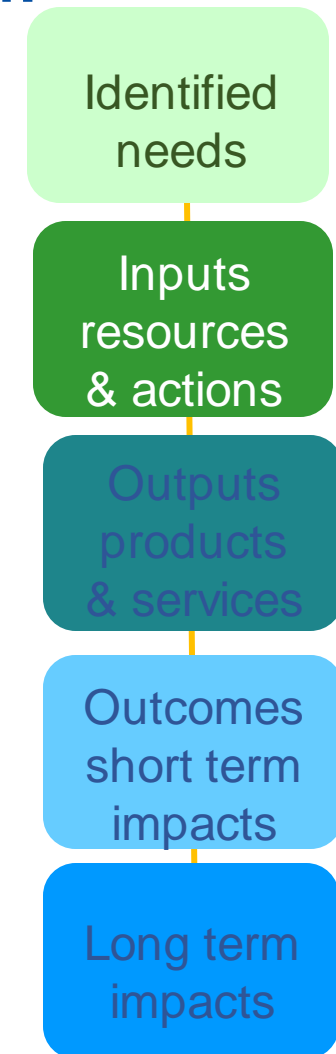 Identified
needs
Inputs
resources
& actions
Outputs
products
& services
Outcomes
short term
impacts
Long term
impacts